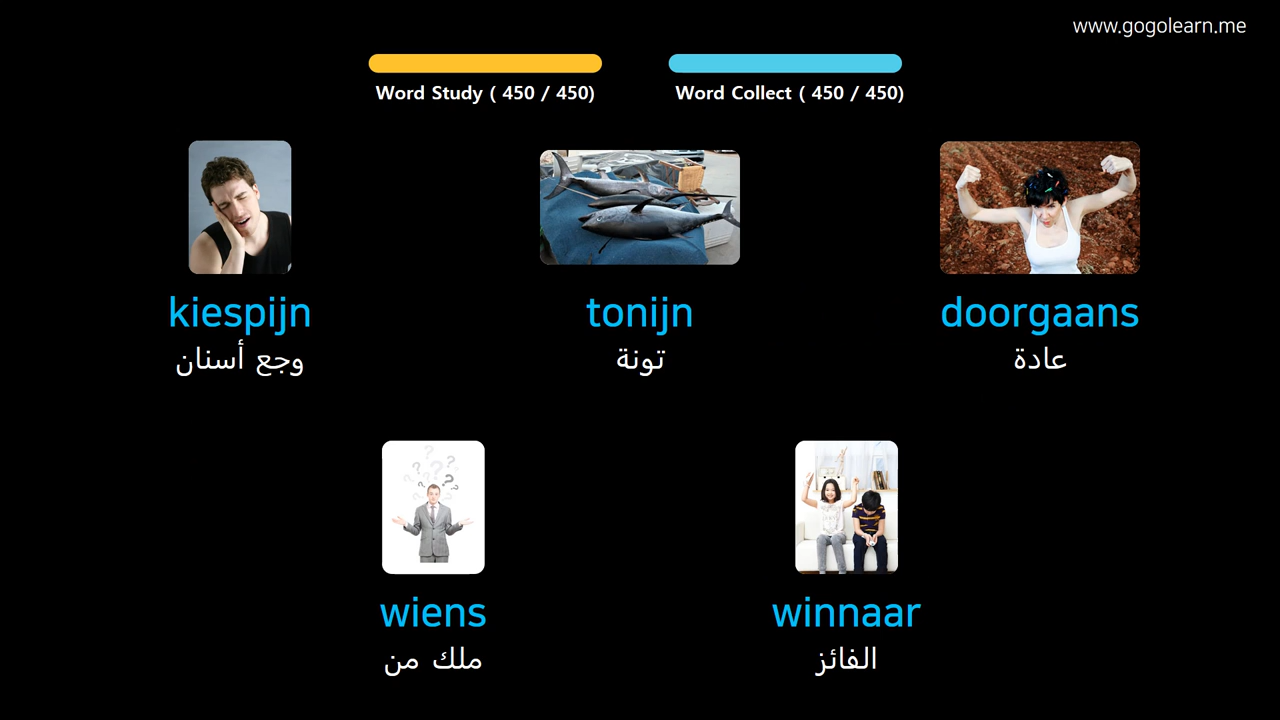 www.gogolearn.me
Word Study ( 450 / 450)
Word Collect ( 450 / 450)
kiespijn
وجع أسنان
tonijn
تونة
doorgaans
عادة
wiens
ملك من
winnaar
الفائز